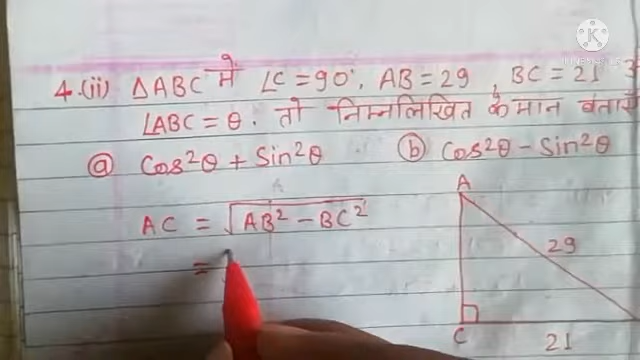 4.(ii) ΔABC में ∠C = 90°, AB = 29, BC = 21
∠ABC = θ. तो निम्नलिखित के मान बताएँ
(a) Cos²θ + Sin²θ (b) Cos²θ − Sin²θ
AC = √AB² − BC²
=
A
29
C
21